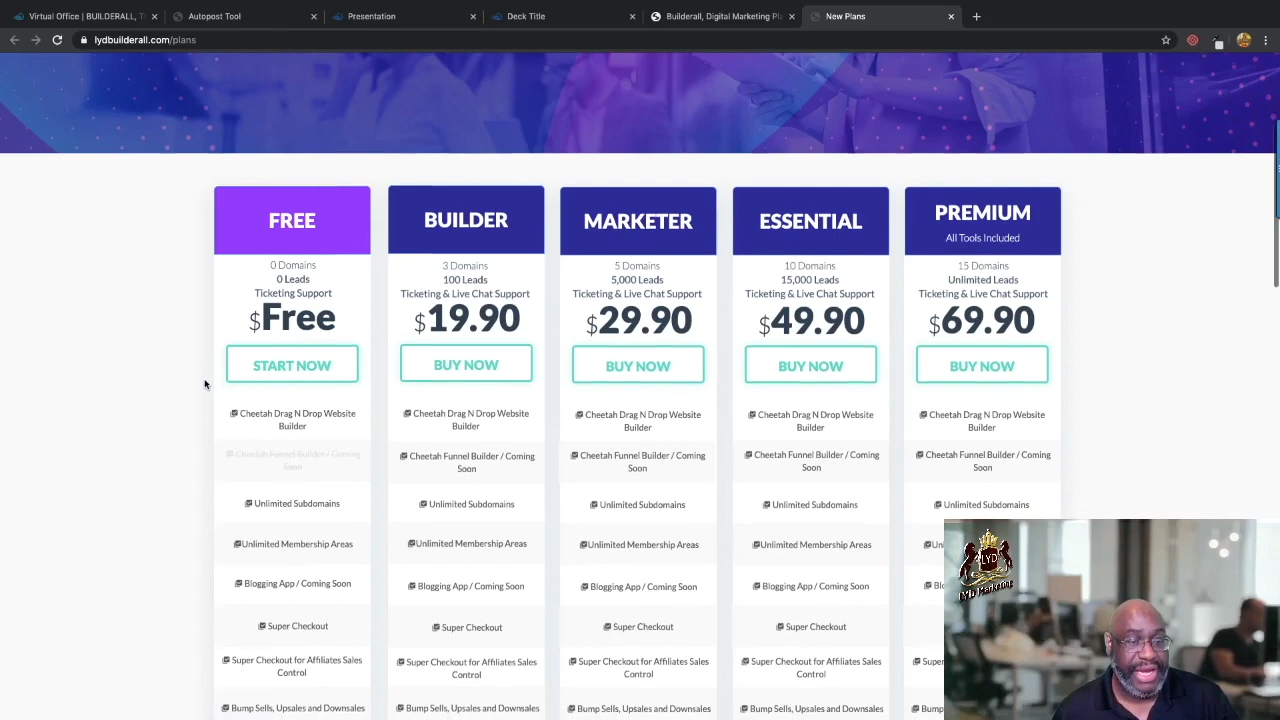 Virtual Office | BUILDERALL, T
Autopost Tool
Presentation
Deck Title
Builderall, Digital Marketing Pl
New Plans
lydbuilderall.com/plans
FREE
0 Domains
0 Leads
Ticketing Support
$Free
START NOW
Cheetah Drag N Drop Website
Builder
Cheetah Funnel Builder / Coming
Soon
Unlimited Subdomains
Unlimited Membership Areas
Blogging App / Coming Soon
Super Checkout
Super Checkout for Affiliates Sales
Control
Bump Sells, Upsales and Downsales
BUILDER
3 Domains
100 Leads
Ticketing & Live Chat Support
$19.90
BUY NOW
Cheetah Drag N Drop Website
Builder
Cheetah Funnel Builder / Coming
Soon
Unlimited Subdomains
Unlimited Membership Areas
Blogging App / Coming Soon
Super Checkout
Super Checkout for Affiliates Sales
Control
Bump Sells, Upsales and Downsales
MARKETER
5 Domains
5,000 Leads
Ticketing & Live Chat Support
$29.90
BUY NOW
Cheetah Drag N Drop Website
Builder
Cheetah Funnel Builder / Coming
Soon
Unlimited Subdomains
Unlimited Membership Areas
Blogging App / Coming Soon
Super Checkout
Super Checkout for Affiliates Sales
Control
Bump Sells, Upsales and Downsales
ESSENTIAL
10 Domains
15,000 Leads
Ticketing & Live Chat Support
$49.90
BUY NOW
Cheetah Drag N Drop Website
Builder
Cheetah Funnel Builder / Coming
Soon
Unlimited Subdomains
Unlimited Membership Areas
Blogging App / Coming Soon
Super Checkout
Super Checkout for Affiliates Sales
Control
Bump Sells, Upsales and Downsales
PREMIUM
All Tools Included
15 Domains
Unlimited Leads
Ticketing & Live Chat Support
$69.90
BUY NOW
Cheetah Drag N Drop Website
Builder
Cheetah Funnel Builder / Coming
Soon
Unlimited Subdomains
Un
Blo
Super
Bump
LYD